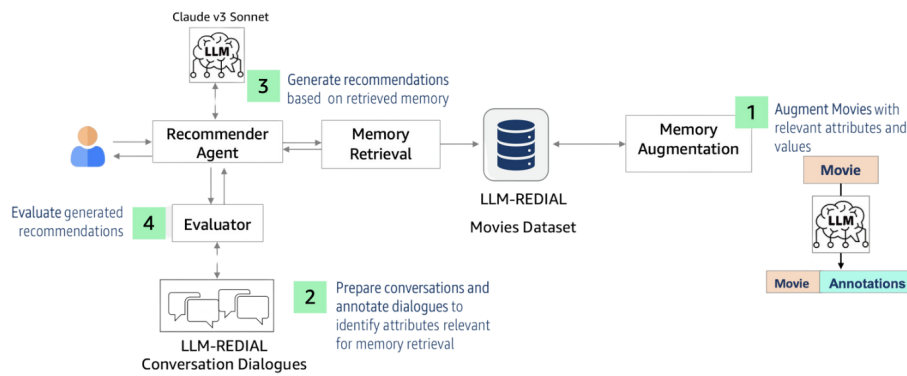 Claude v3 Sonnet
LLM
3
Generate recommendations
based on retrieved memory
Recommender
Agent
Memory
Retrieval
LLM-REDIAL
Movies Dataset
Memory
Augmentation
1
Augment Movies with
relevant attributes and
values
Movie
LLM
Movie
Annotations
Evaluate generated
recommendations
4
Evaluator
2
Prepare conversations and
annotate dialogues to
identify attributes relevant
for memory retrieval
LLM-REDIAL
Conversation Dialogues